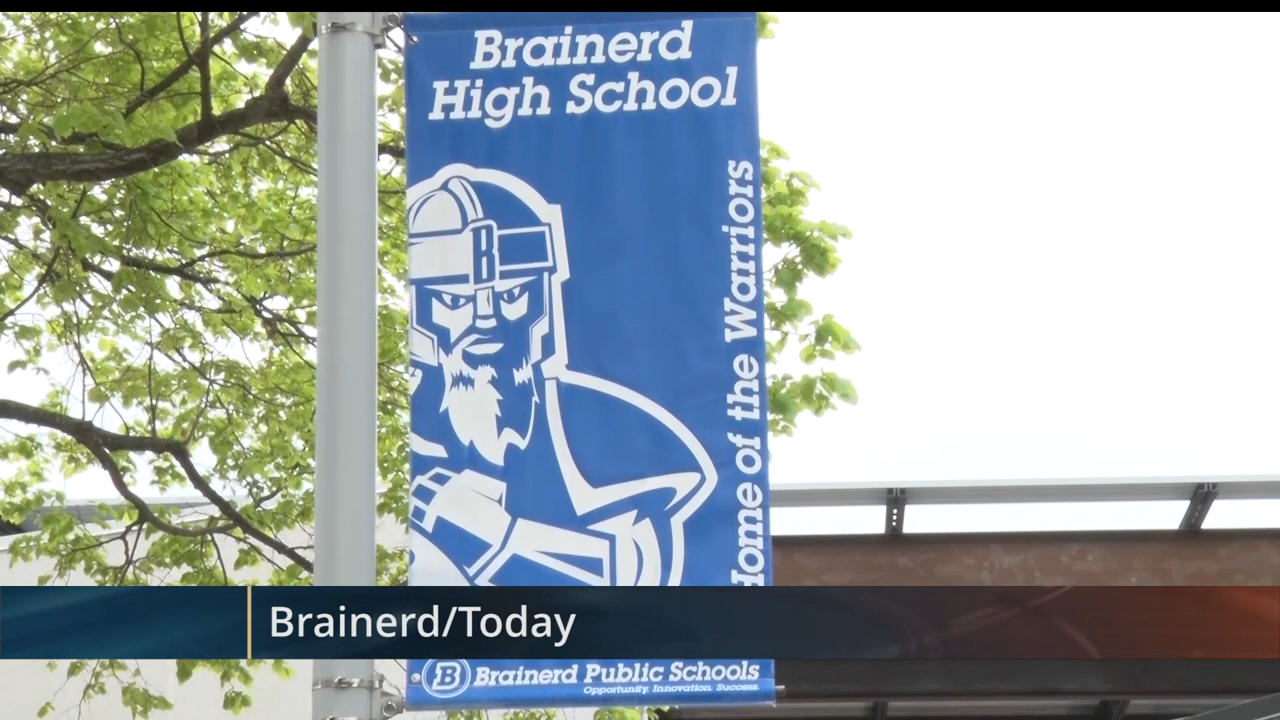 Brainerd
High School
Home of the Warriors
B
Brainerd/Today
B Brainerd Public Schools
Opportunity. Innovation. Success.